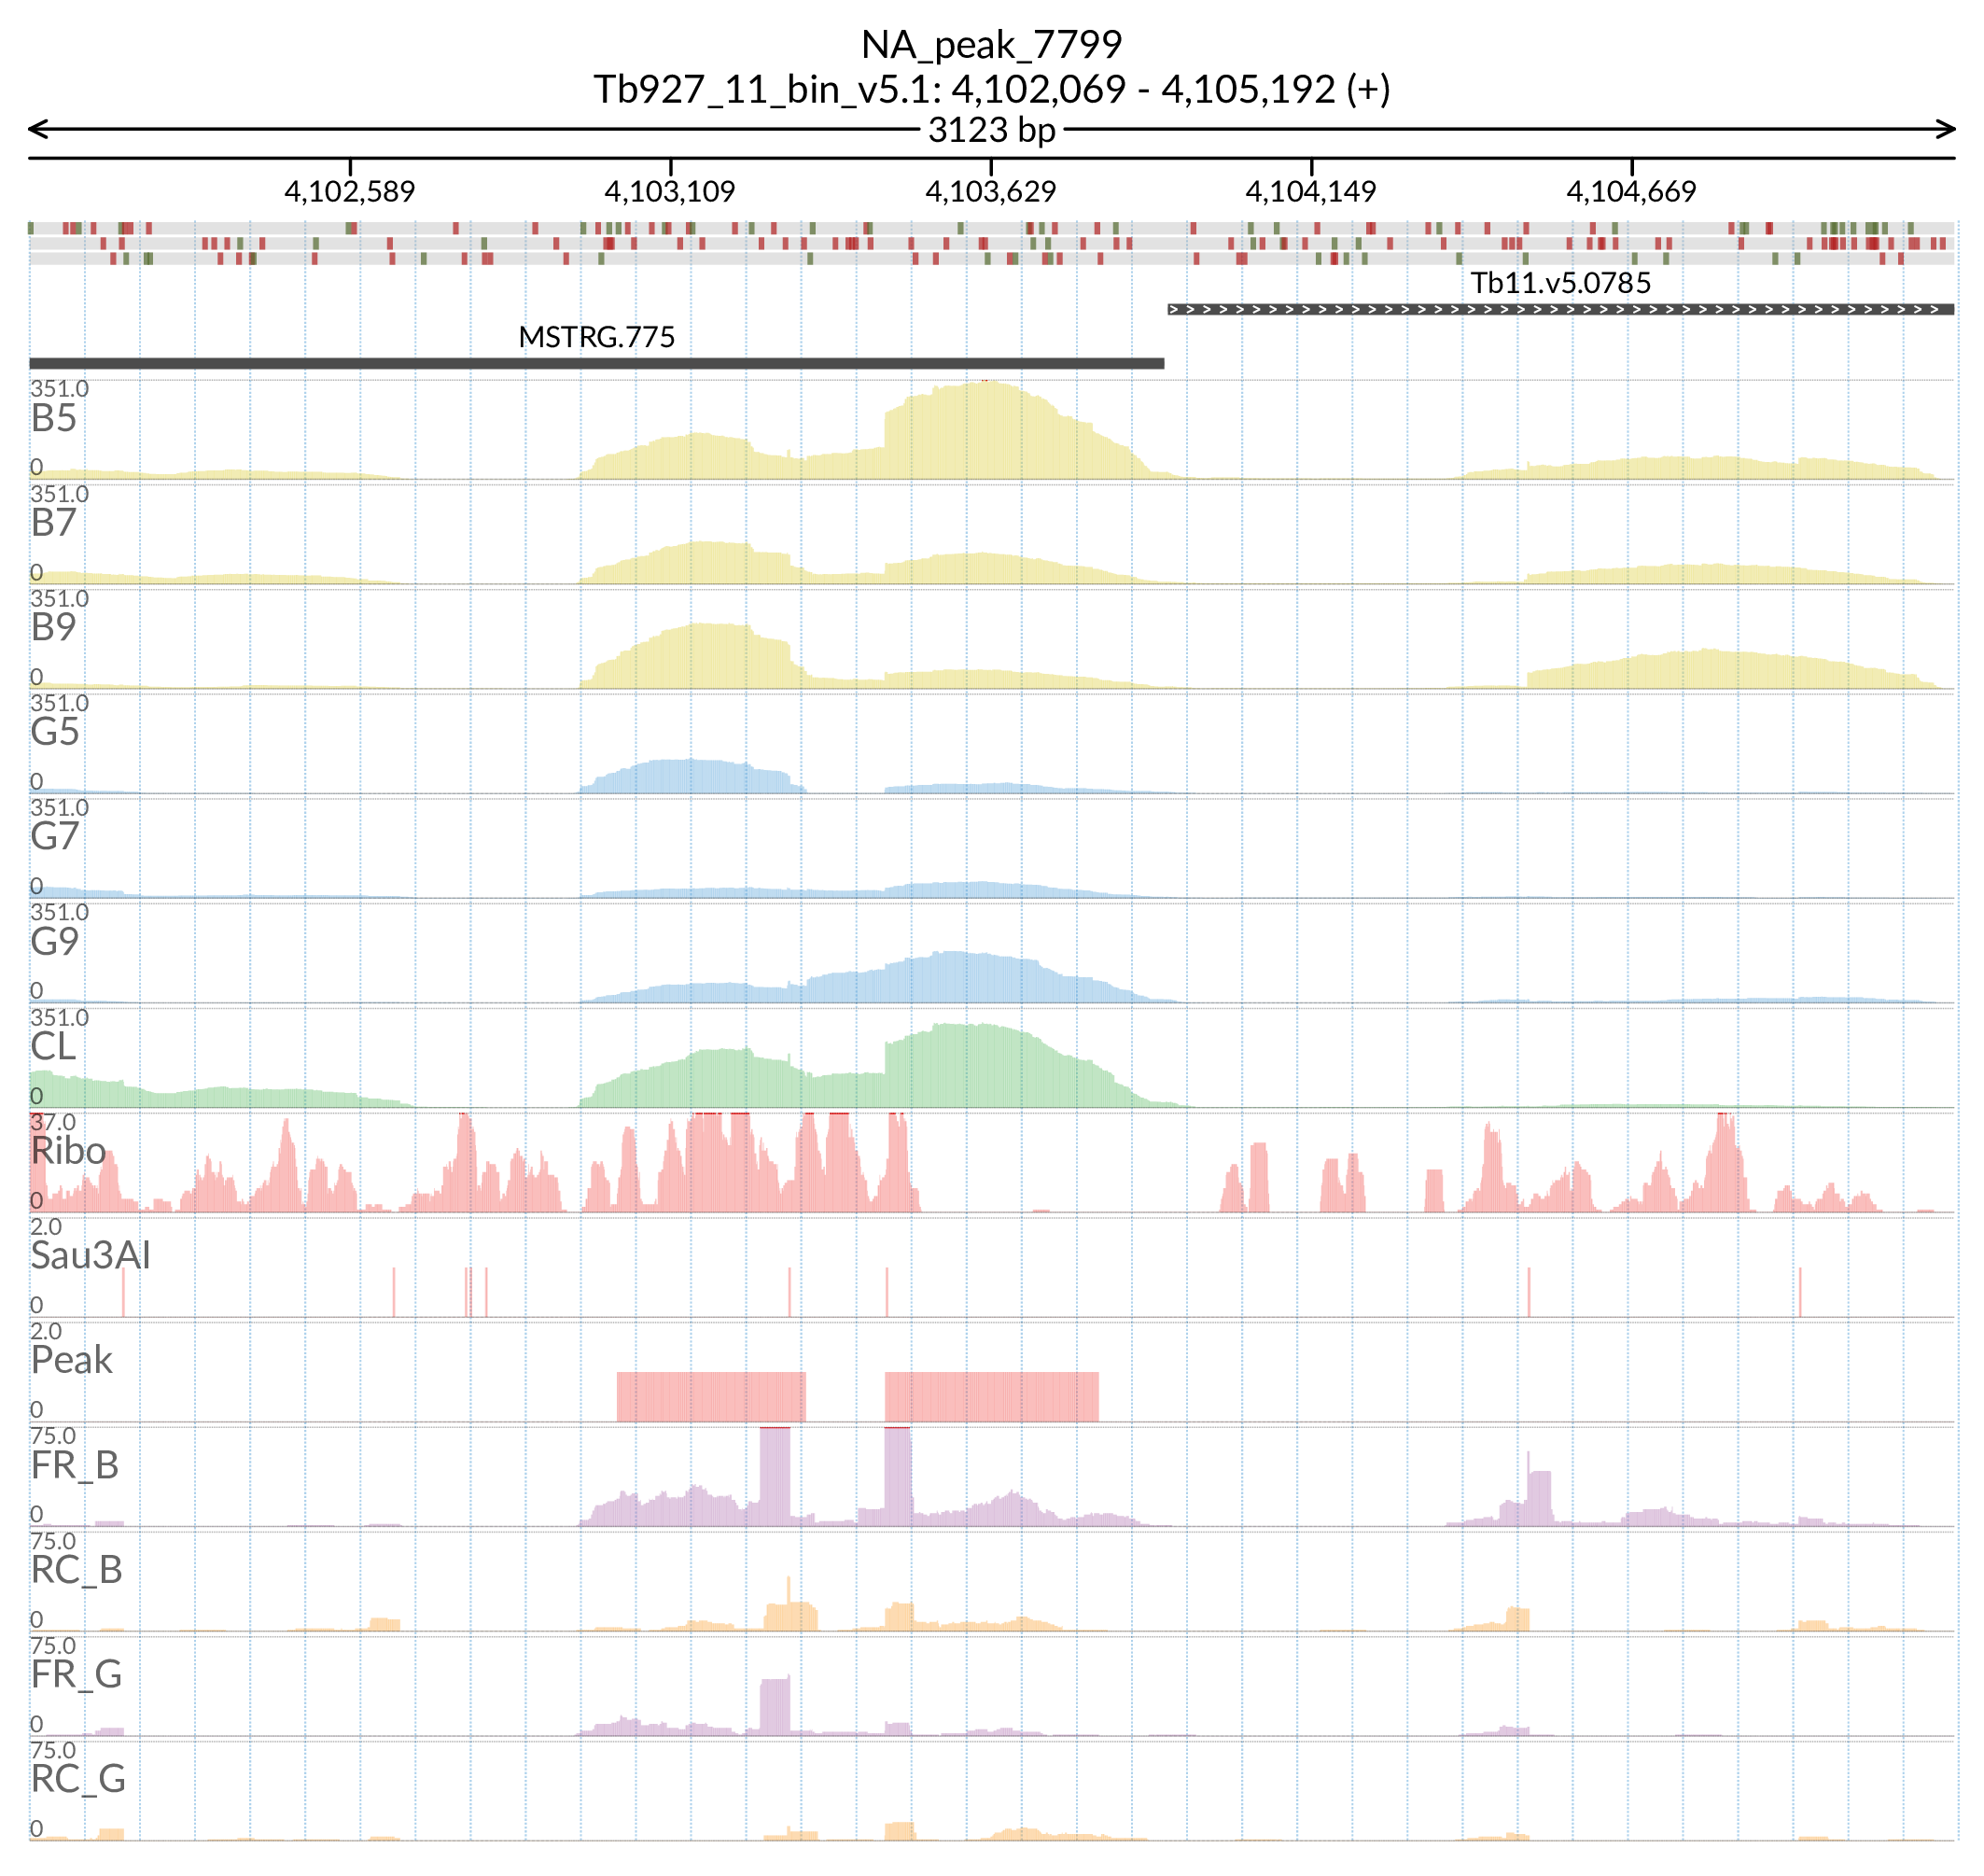 NA_peak_7799
Tb927_11_bin_v5.1: 4,102,069 - 4,105,192 (+)
3123 bp
4,102,589 4,103,109 4,103,629 4,104,149 4,104,669
Tb11.v5.0785
MSTRG.775
351.0
B5
0
351.0
B7
0
351.0
B9
0
351.0
G5
0
351.0
G7
0
351.0
G9
0
351.0
CL
0
37.0
Ribo
0
2.0
Sau3AI
0
2.0
Peak
0
75.0
FR_B
0
75.0
RC_B
0
75.0
FR_G
0
75.0
RC_G
0